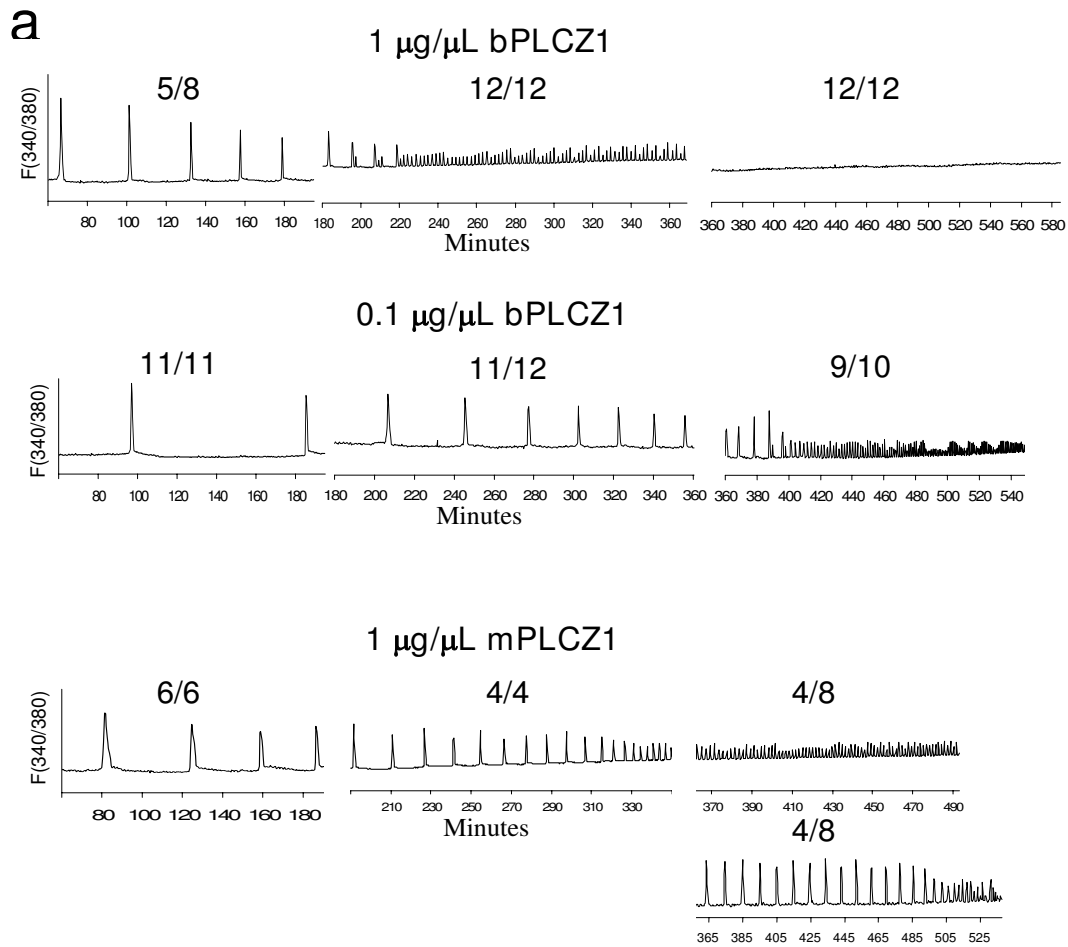 a
1 μg/μL bPLCZ1
5/8 12/12 12/12
F(340/380)
80 100 120 140 160 180 180 200 220 240 260 280 300 320 340 360 360 385 400 420 440 460 480 500 520 540 560 580
Minutes
0.1 μg/μL bPLCZ1
11/11 11/12 9/10
F(340/380)
80 100 120 140 160 180 180 200 220 240 260 280 300 320 340 360 360 380 400 420 440 460 480 500 520 540
Minutes
1 μg/μL mPLCZ1
6/6 4/4 4/8
F(340/380)
80 100 120 140 160 180 210 230 250 270 290 310 330 370 390 410 430 450 470 490
Minutes
4/8
365 385 405 425 445 465 485 505 525